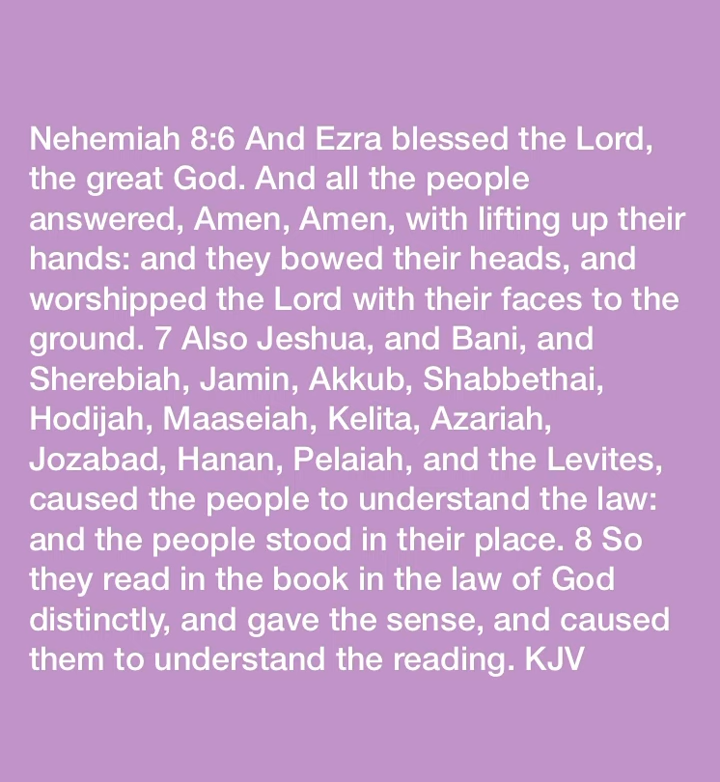 Nehemiah 8:6 And Ezra blessed the Lord,
the great God. And all the people
answered, Amen, Amen, with lifting up their
hands: and they bowed their heads, and
worshipped the Lord with their faces to the
ground. 7 Also Jeshua, and Bani, and
Sherebiah, Jamin, Akkub, Shabbethai,
Hodijah, Maaseiah, Kelita, Azariah,
Jozabad, Hanan, Pelaiah, and the Levites,
caused the people to understand the law:
and the people stood in their place. 8 So
they read in the book in the law of God
distinctly, and gave the sense, and caused
them to understand the reading. KJV